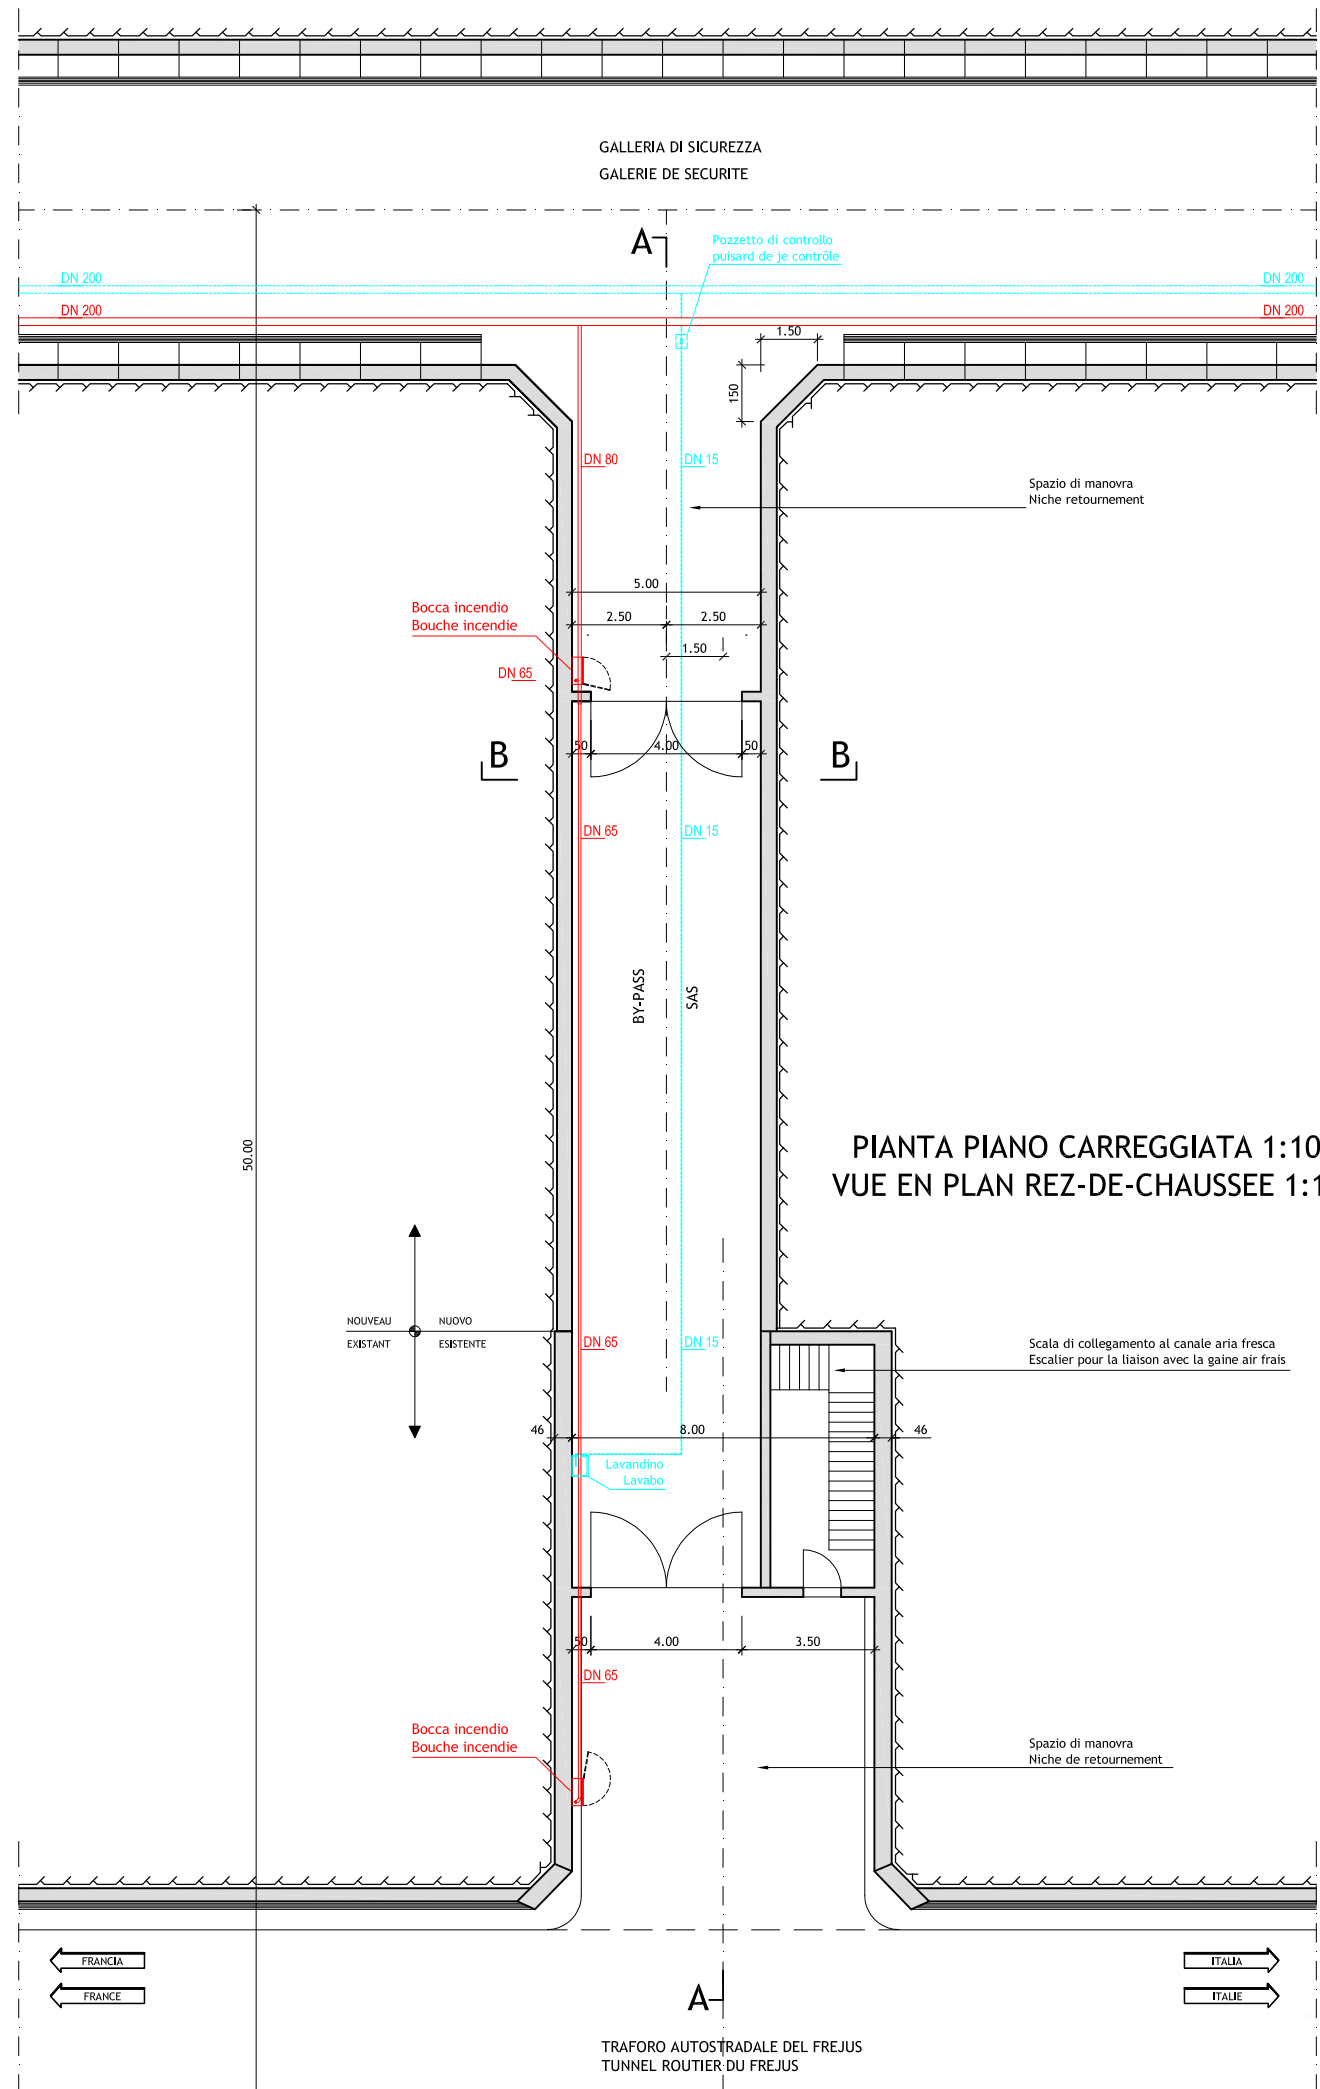 GALLERIA DI SICUREZZA
GALERIE DE SECURITE
A
Pozzetto di controllo
puisard de je contrôle
DN 200
DN 200
DN 200
DN 200
1.50
150
DN 80
DN 15
Spazio di manovra
Niche retournement
5.00
Bocca incendio
Bouche incendie
2.50
2.50
1.50
DN 65
B
50
4.00
50
B
DN 65
DN 15
BY-PASS
SAS
50.00
PIANTA PIANO CARREGGIATA 1:10
VUE EN PLAN REZ-DE-CHAUSSEE 1:1
NOUVEAU
NUOVO
EXISTANT
ESISTENTE
DN 65
DN 15
Scala di collegamento al canale aria fresca
Escalier pour la liaison avec la gaine air frais
46
8.00
46
Lavandino
Lavabo
50
4.00
3.50
DN 65
Bocca incendio
Bouche incendie
Spazio di manovra
Niche de retournement
FRANCIA
ITALIA
FRANCE
ITALIE
A
TRAFORO AUTOSTRADALE DEL FREJUS
TUNNEL ROUTIER DU FREJUS